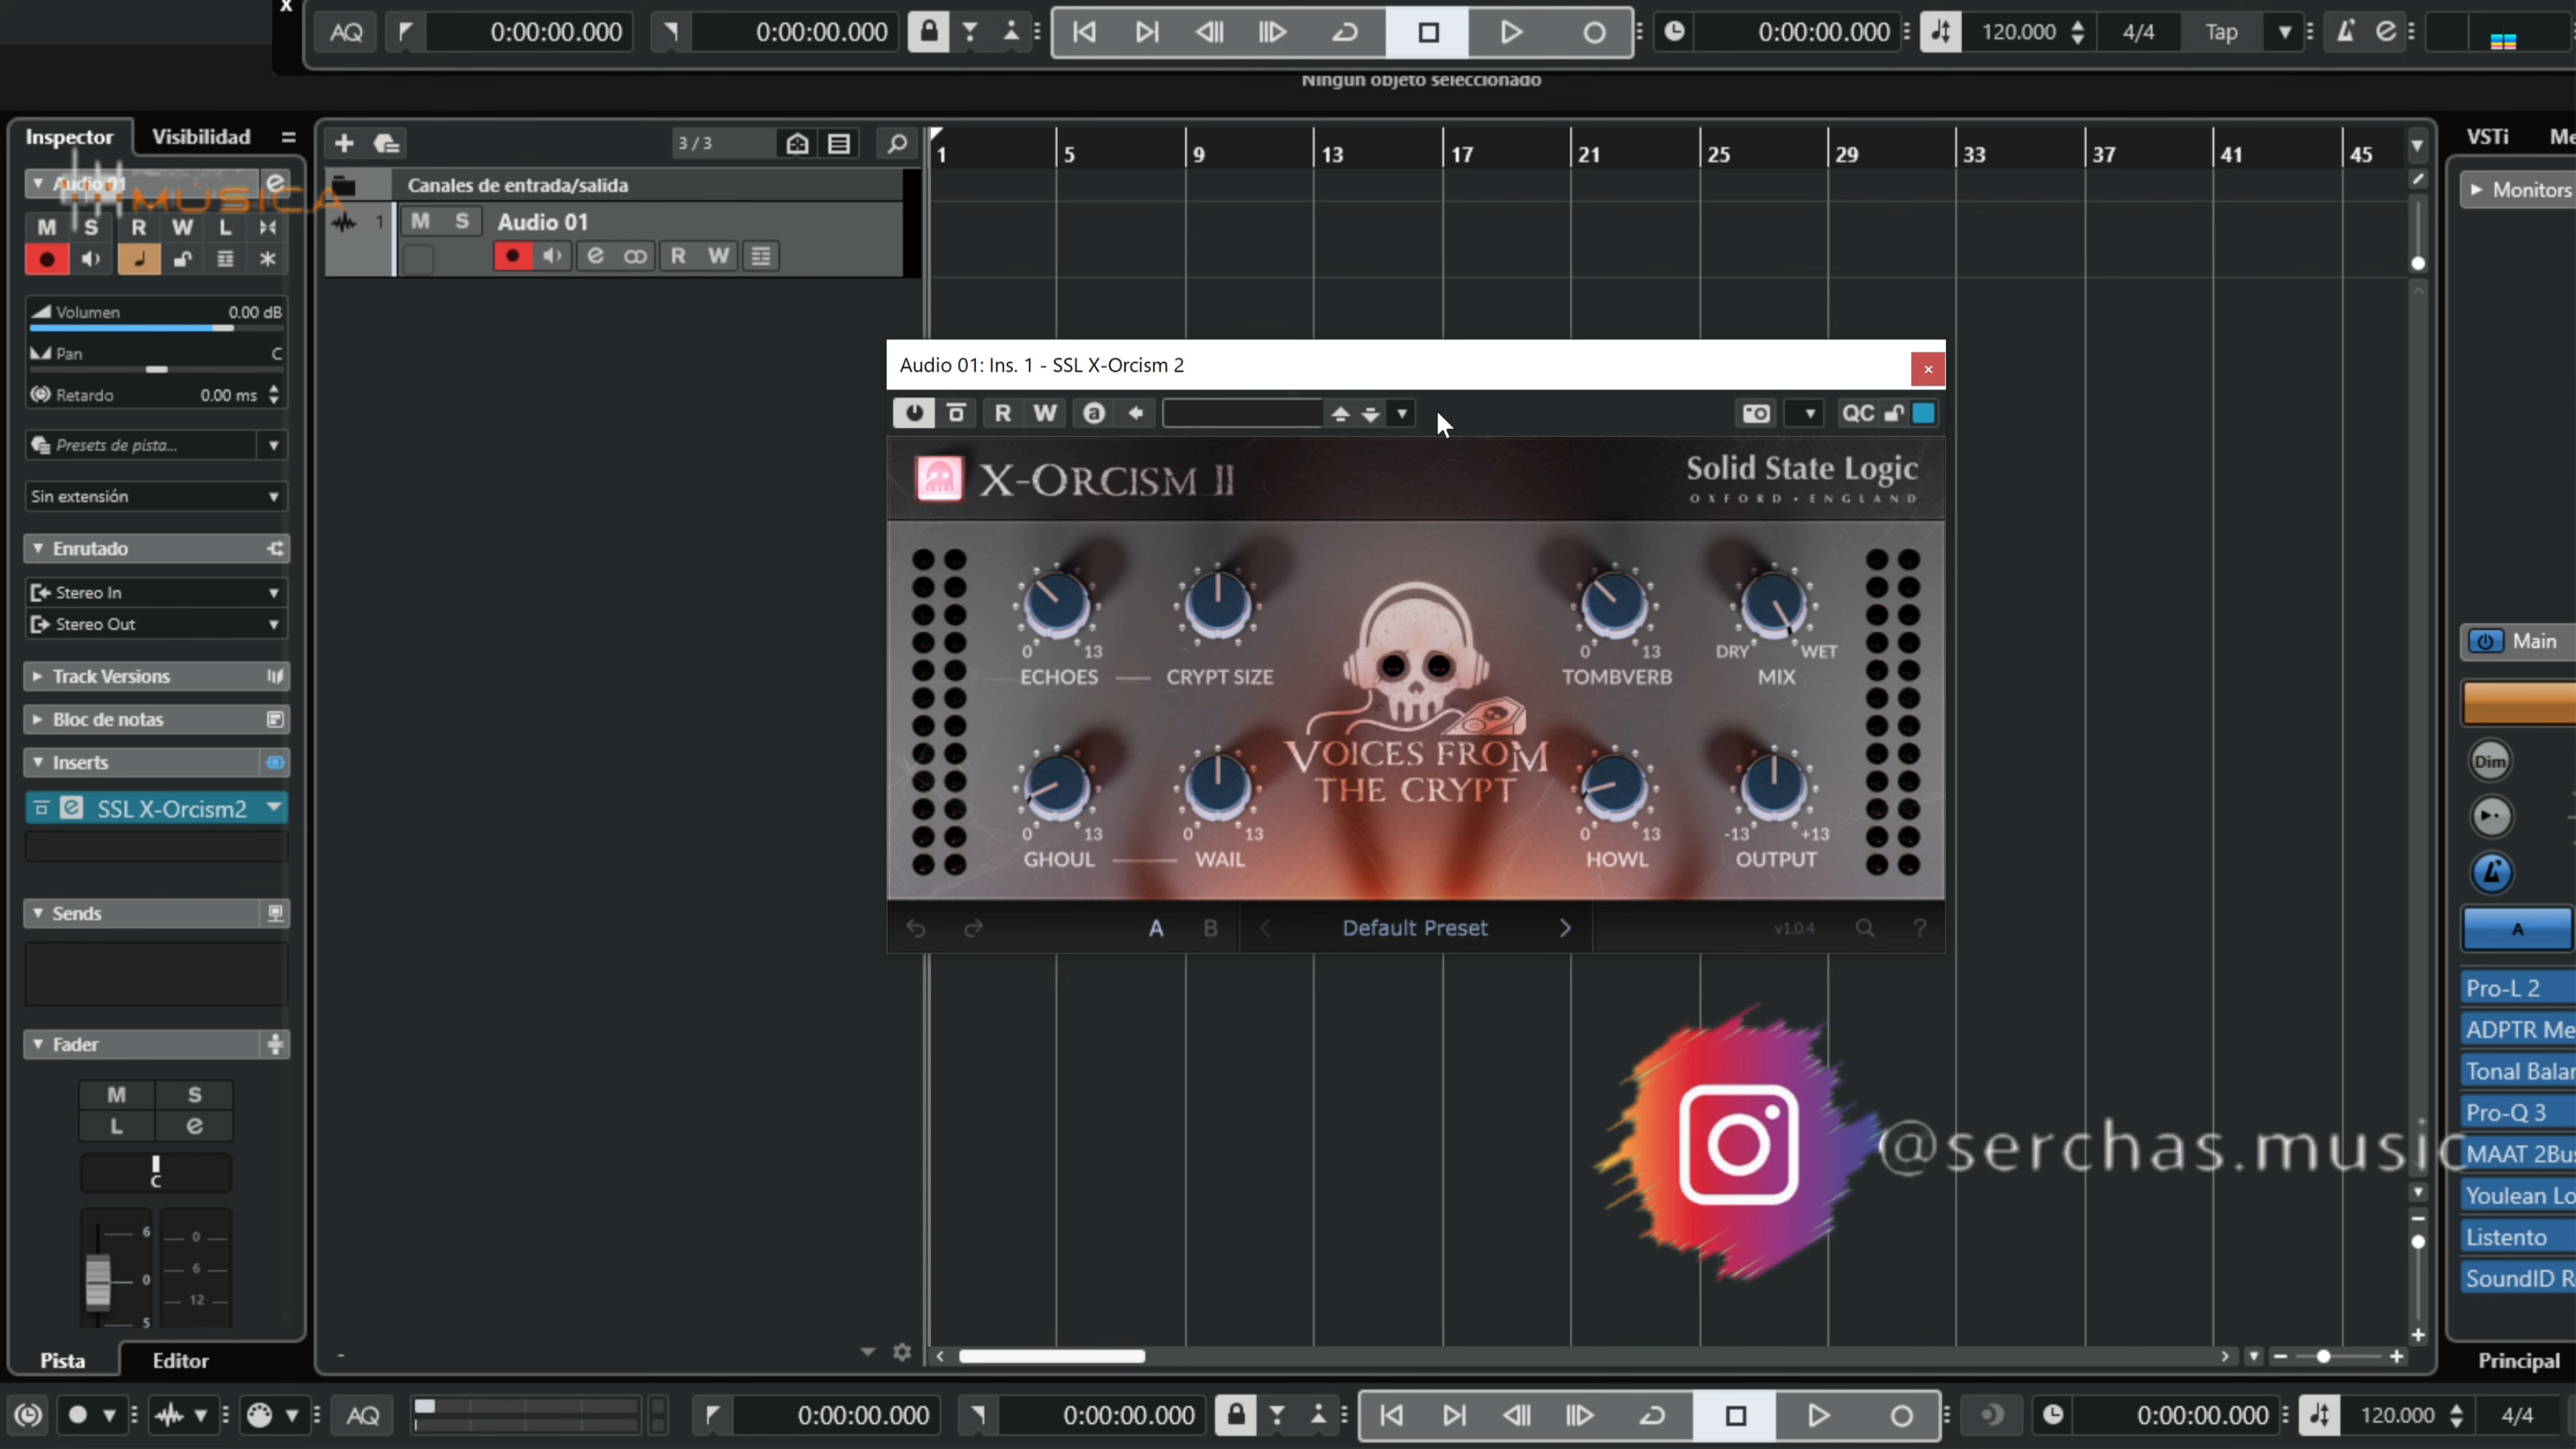 x
AQ 0:00:00.000 0:00:00.000 0:00:00.000 120.000 4/4 Tap
Ningún objeto seleccionado
Inspector Visibilidad
3 / 3
1 5 9 13 17 21 25 29 33 37 41 45
VSTi
Audio 01
MUSICA
Canales de entrada/salida
Monitors
M S R W L
1 M S Audio 01
R W
Volumen 0.00 dB
Pan C
Retardo 0.00 ms
Audio 01: Ins. 1 - SSL X-Orcism 2
R W QC
Presets de pista...
X-ORCISM II
Solid State Logic
OXFORD • ENGLAND
Sin extensión
Enrutado
Stereo In
Stereo Out
Main
0 13 0 13 DRY WET
ECHOES CRYPT SIZE TOMBVERB MIX
Track Versions
Bloc de notas
Inserts
SSL X-Orcism2
VOICES FROM
THE CRYPT
Dim
0 13 0 13 0 13 -13 +13
GHOUL WAIL HOWL OUTPUT
Sends
A B Default Preset v1.0.4 ?
A
Pro-L 2
ADPTR Me
Tonal Balan
Pro-Q 3
MAAT 2Bus
Youlean Lo
Listento
SoundID R
Fader
M S
L e
C
6 0
0 6
12
5
@serchas.music
Pista Editor
Principal
AQ 0:00:00.000 0:00:00.000 0:00:00.000 120.000 4/4